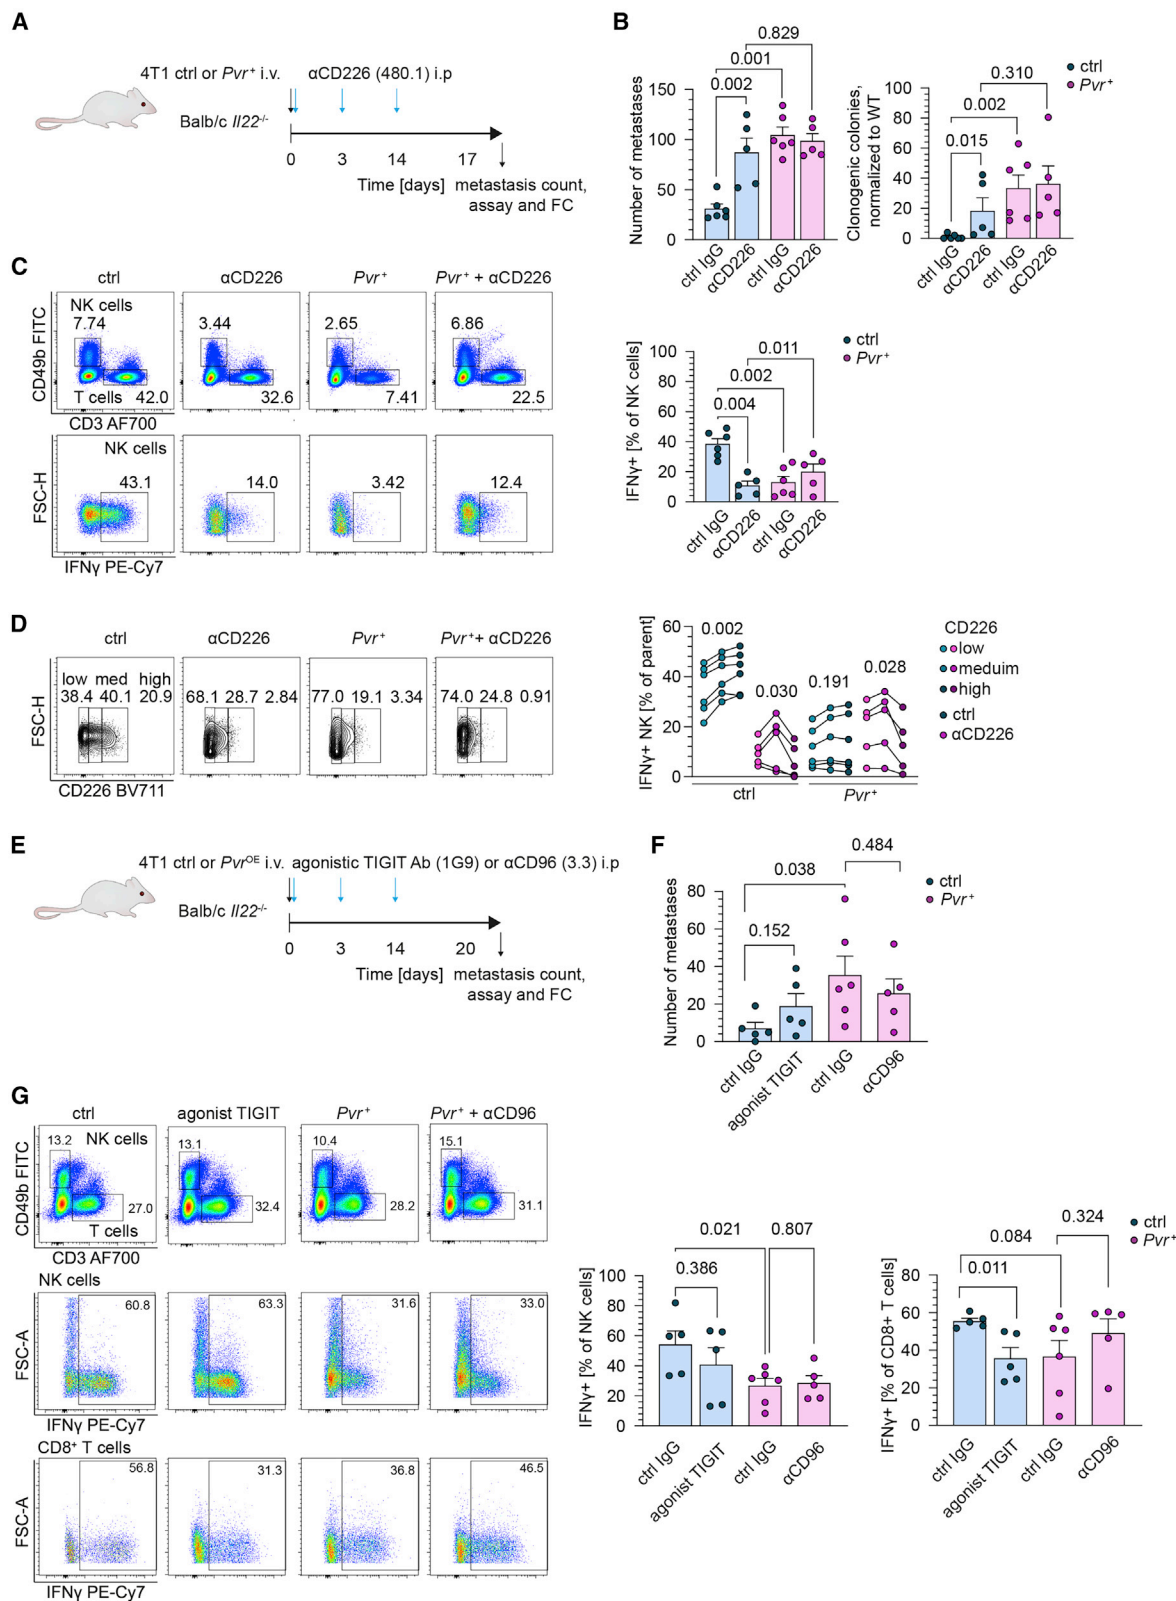 A
4T1 ctrl or Pvr⁺ i.v. αCD226 (480.1) i.p
Balb/c Il22⁻/⁻
0 3 14 17
Time [days] metastasis count,
assay and FC
B
Number of metastases
150
100
50
0
0.829
0.001
0.002
ctrl IgG
αCD226
ctrl IgG
αCD226
Clonogenic colonies,
normalized to WT
100
80
60
40
20
0
0.310
0.002
0.015
ctrl
Pvr⁺
ctrl IgG
αCD226
ctrl IgG
αCD226
C
ctrl αCD226 Pvr⁺ Pvr⁺ + αCD226
CD49b FITC
NK cells
7.74 3.44 2.65 6.86
T cells 42.0 32.6 7.41 22.5
CD3 AF700
FSC-H
NK cells
43.1 14.0 3.42 12.4
IFNγ PE-Cy7
IFNγ+ [% of NK cells]
100
80
60
40
20
0
0.011
0.002
0.004
ctrl
Pvr⁺
ctrl IgG
αCD226
ctrl IgG
αCD226
D
ctrl αCD226 Pvr⁺ Pvr⁺+ αCD226
FSC-H
low med high
38.4 40.1 20.9 68.1 28.7 2.84 77.0 19.1 3.34 74.0 24.8 0.91
CD226 BV711
IFNγ+ NK [% of parent]
60
40
20
0
0.002
0.030
0.191
0.028
ctrl Pvr⁺
CD226
low
meduim
high
ctrl
αCD226
E
4T1 ctrl or Pvrᴼᴱ i.v. agonistic TIGIT Ab (1G9) or αCD96 (3.3) i.p
Balb/c Il22⁻/⁻
0 3 14 20
Time [days] metastasis count,
assay and FC
F
Number of metastases
80
60
40
20
0
0.484
0.038
0.152
ctrl
Pvr⁺
ctrl IgG
agonist TIGIT
ctrl IgG
αCD96
G
ctrl agonist TIGIT Pvr⁺ Pvr⁺ + αCD96
CD49b FITC
13.2 NK cells 13.1 10.4 15.1
27.0 32.4 28.2 31.1
T cells
CD3 AF700
NK cells
FSC-A
60.8 63.3 31.6 33.0
IFNγ PE-Cy7
CD8⁺ T cells
FSC-A
56.8 31.3 36.8 46.5
IFNγ PE-Cy7
IFNγ+ [% of NK cells]
100
80
60
40
20
0
0.021
0.807
0.386
ctrl IgG
agonist TIGIT
ctrl IgG
αCD96
IFNγ+ [% of CD8+ T cells]
80
60
40
20
0
0.324
0.084
0.011
ctrl
Pvr⁺
ctrl IgG
agonist TIGIT
ctrl IgG
αCD96